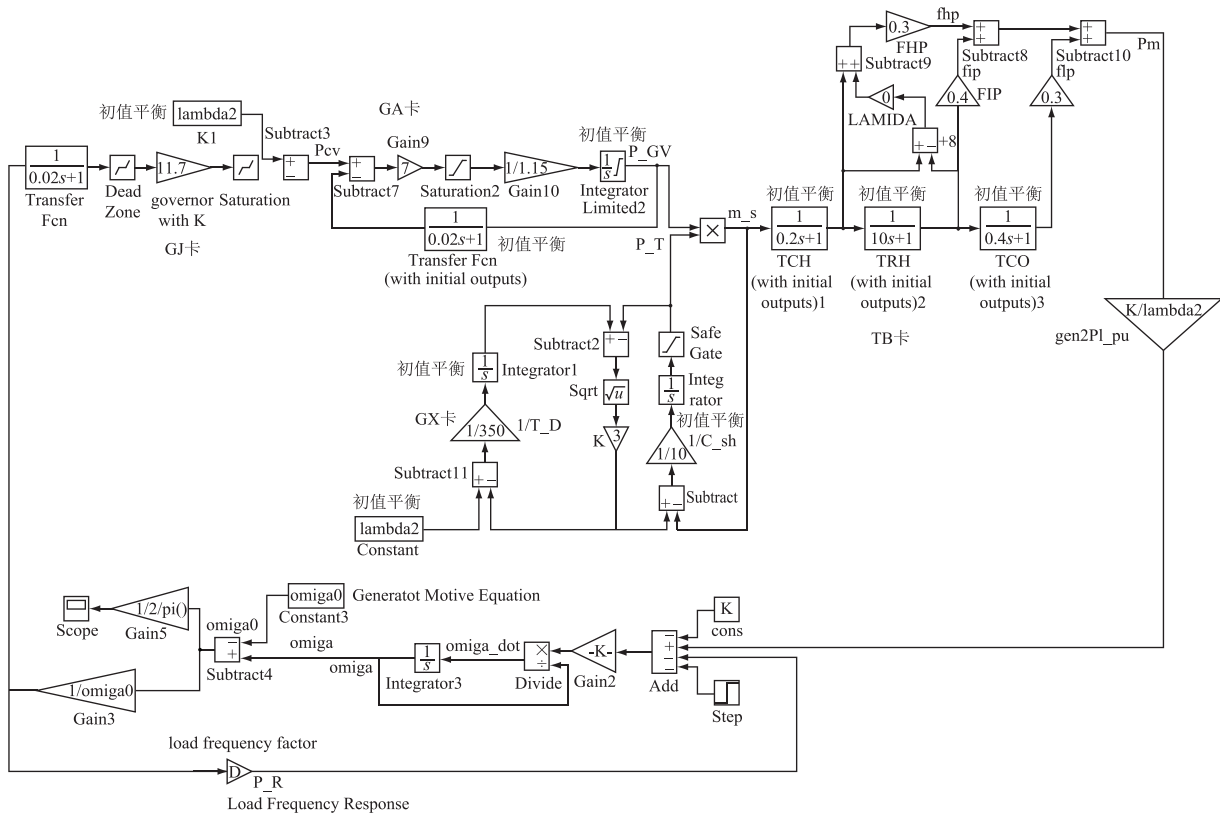 初值平衡
lambda2
K1
GA卡
Subtract3
Pcv
1
0.02s+1
Transfer
Fcn
Dead
Zone
11.7
governor
with K
Saturation
GJ卡
+
−
+
−
Subtract7
Gain9
7
Saturation2
1/1.15
Gain10
初值平衡
P_GV
1
s
Integrator
Limited2
1
0.02s+1
初值平衡
Transfer Fcn
(with initial outputs)
P_T
×
m_s
初值平衡
1
0.2s+1
TCH
(with initial
outputs)1
初值平衡
1
10s+1
TRH
(with initial
outputs)2
初值平衡
1
0.4s+1
TCO
(with initial
outputs)3
TB卡
0.3
FHP
fhp
++
Subtract9
0
LAMIDA
+−
+8
+
+
Subtract8
fip
FIP
0.4
+
+
Subtract10
flp
0.3
Pm
K/lambda2
gen2Pl_pu
+−
Subtract2
Sqrt
√u
K
3
Safe
Gate
1
s
Integ
rator
初值平衡
1/C_sh
1/10
+−
Subtract
初值平衡
1
s
Integrator1
GX卡
1/350
1/T_D
Subtract11
+−
初值平衡
lambda2
Constant
Scope
1/2/pi()
Gain5
omiga0
−
+
Subtract4
omiga0
Constant3
Generatot Motive Equation
omiga
omiga
1
s
Integrator3
omiga_dot
×
÷
Divide
-K-
Gain2
−
+
−
−
Add
K
cons
Step
1/omiga0
Gain3
load frequency factor
D
P_R
Load Frequency Response